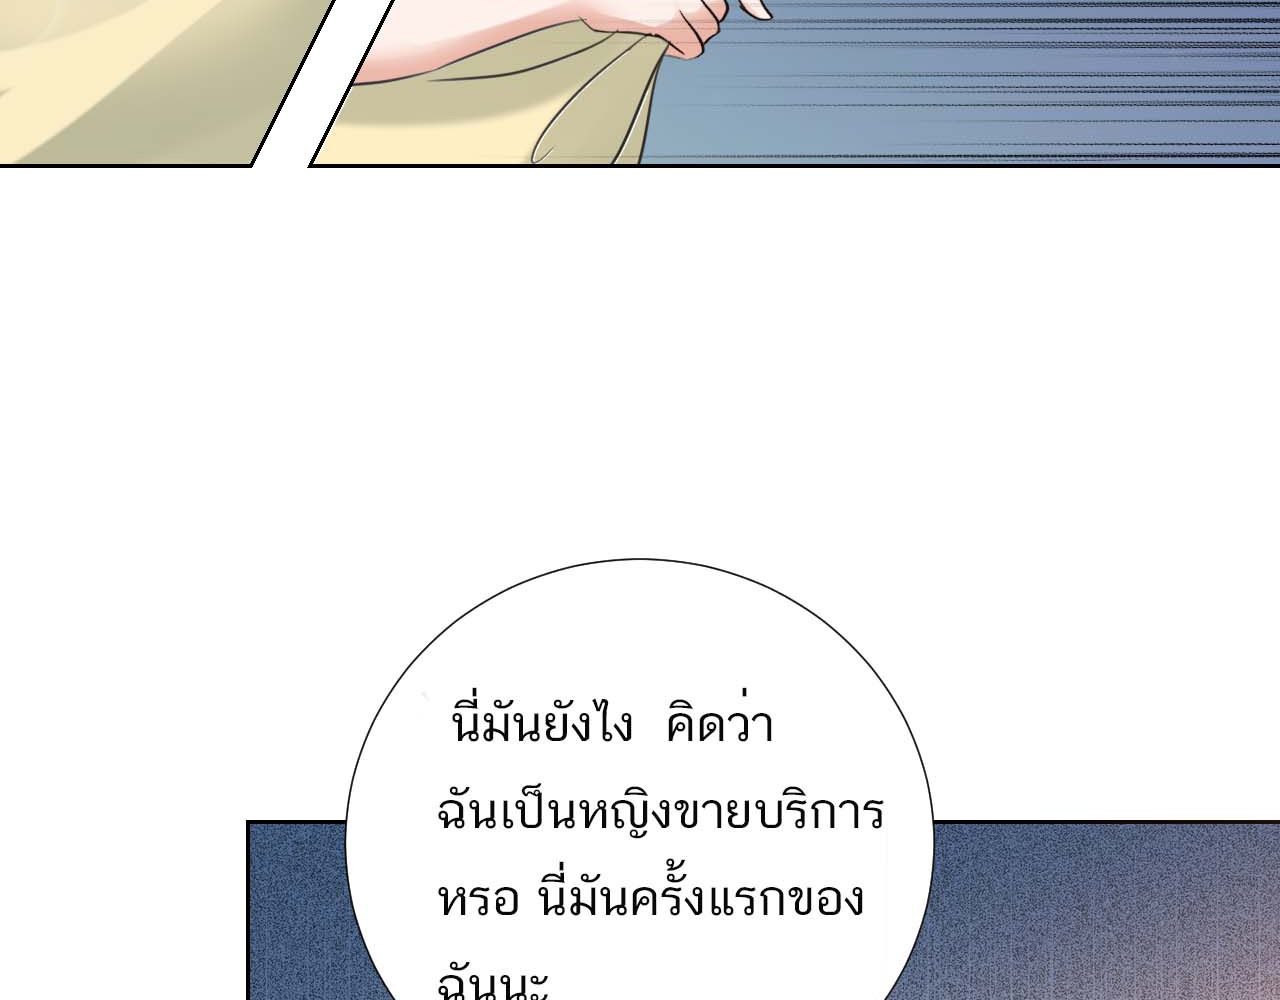 นี่มันยังไง คิดว่า
ฉันเป็นหญิงขายบริการ
หรอ นี่มันครั้งแรกของ
ฉันนะ